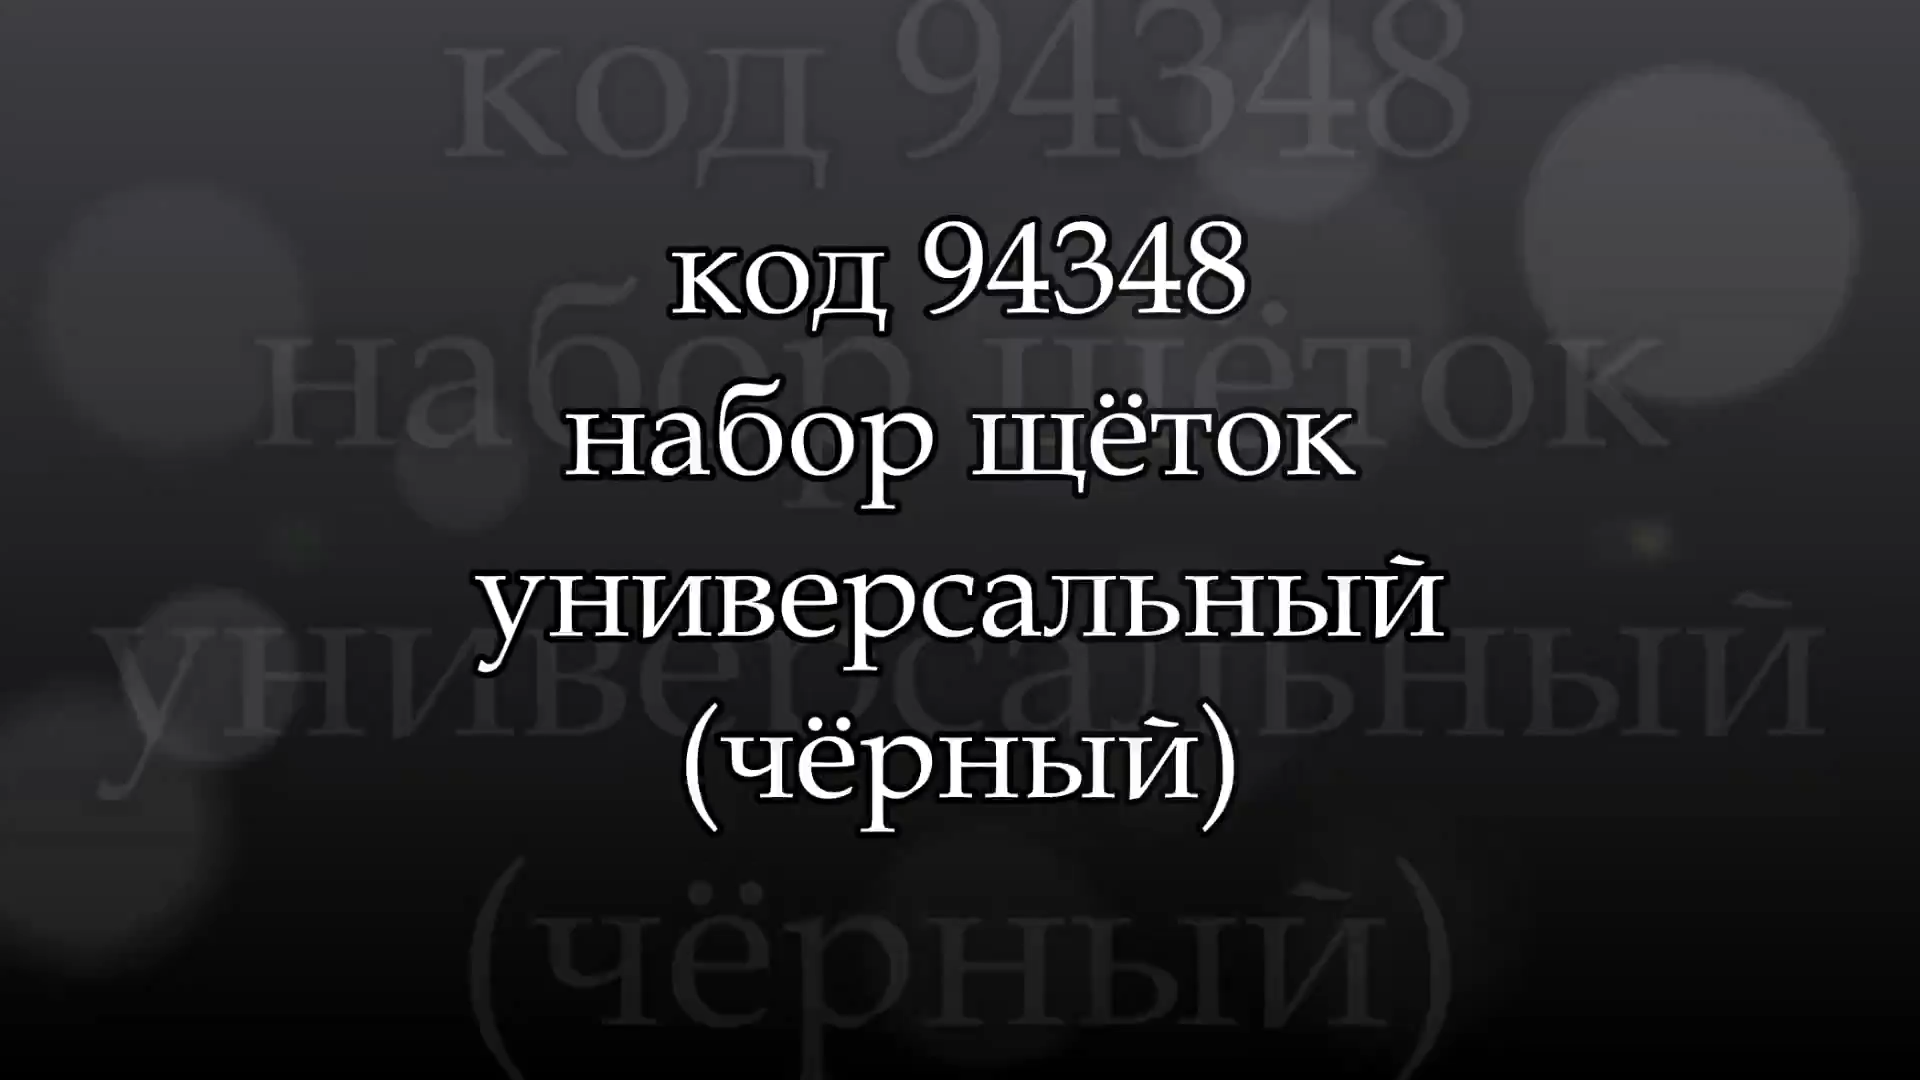 код 94348
набор щёток
универсальный
(чёрный)